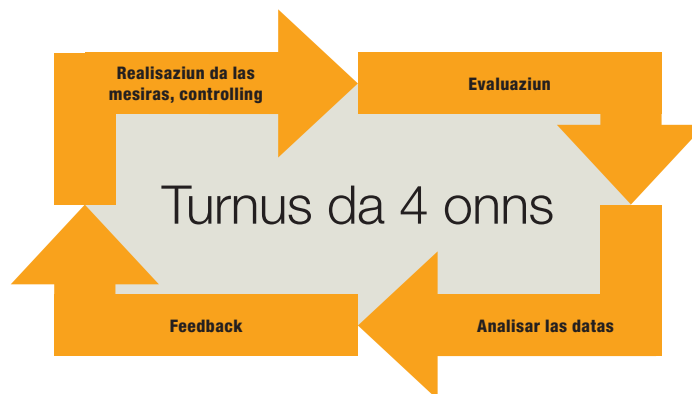 Realisaziun da las
mesiras, controlling
Evaluaziun
Turnus da 4 onns
Feedback
Analisar las datas